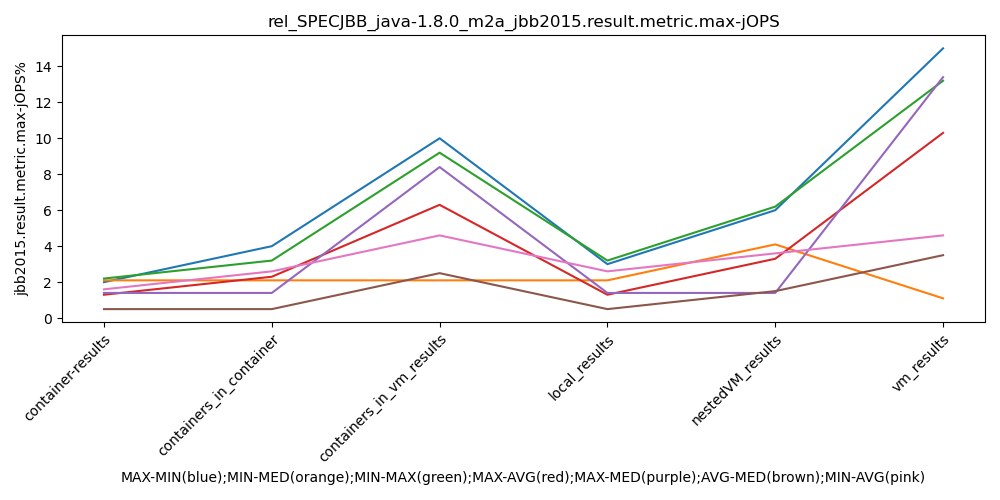 rel_SPECJBB_java-1.8.0_m2a_jbb2015.result.metric.max-jOPS
jbb2015.result.metric.max-jOPS%
14
12
10
8
6
4
2
0
container-results
containers_in_container
containers_in_vm_results
local_results
nestedVM_results
vm_results
MAX-MIN(blue);MIN-MED(orange);MIN-MAX(green);MAX-AVG(red);MAX-MED(purple);AVG-MED(brown);MIN-AVG(pink)